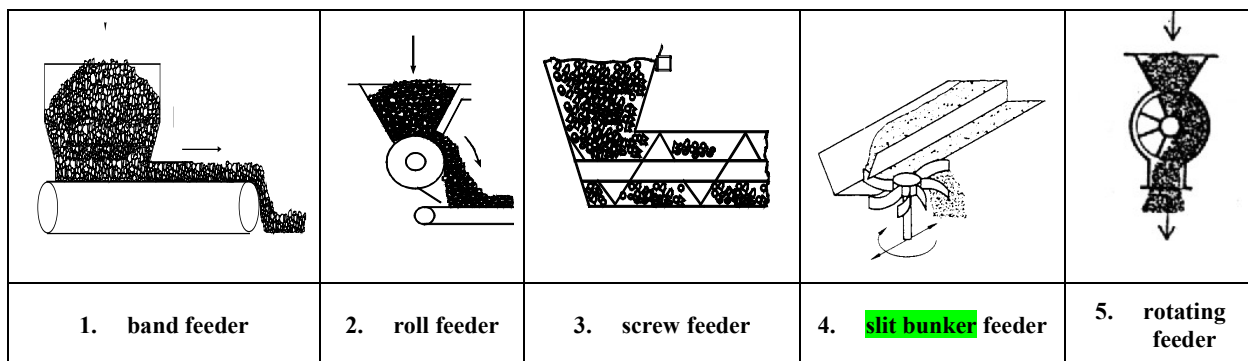 1. band feeder
2. roll feeder
3. screw feeder
4. slit bunker feeder
5. rotating
feeder